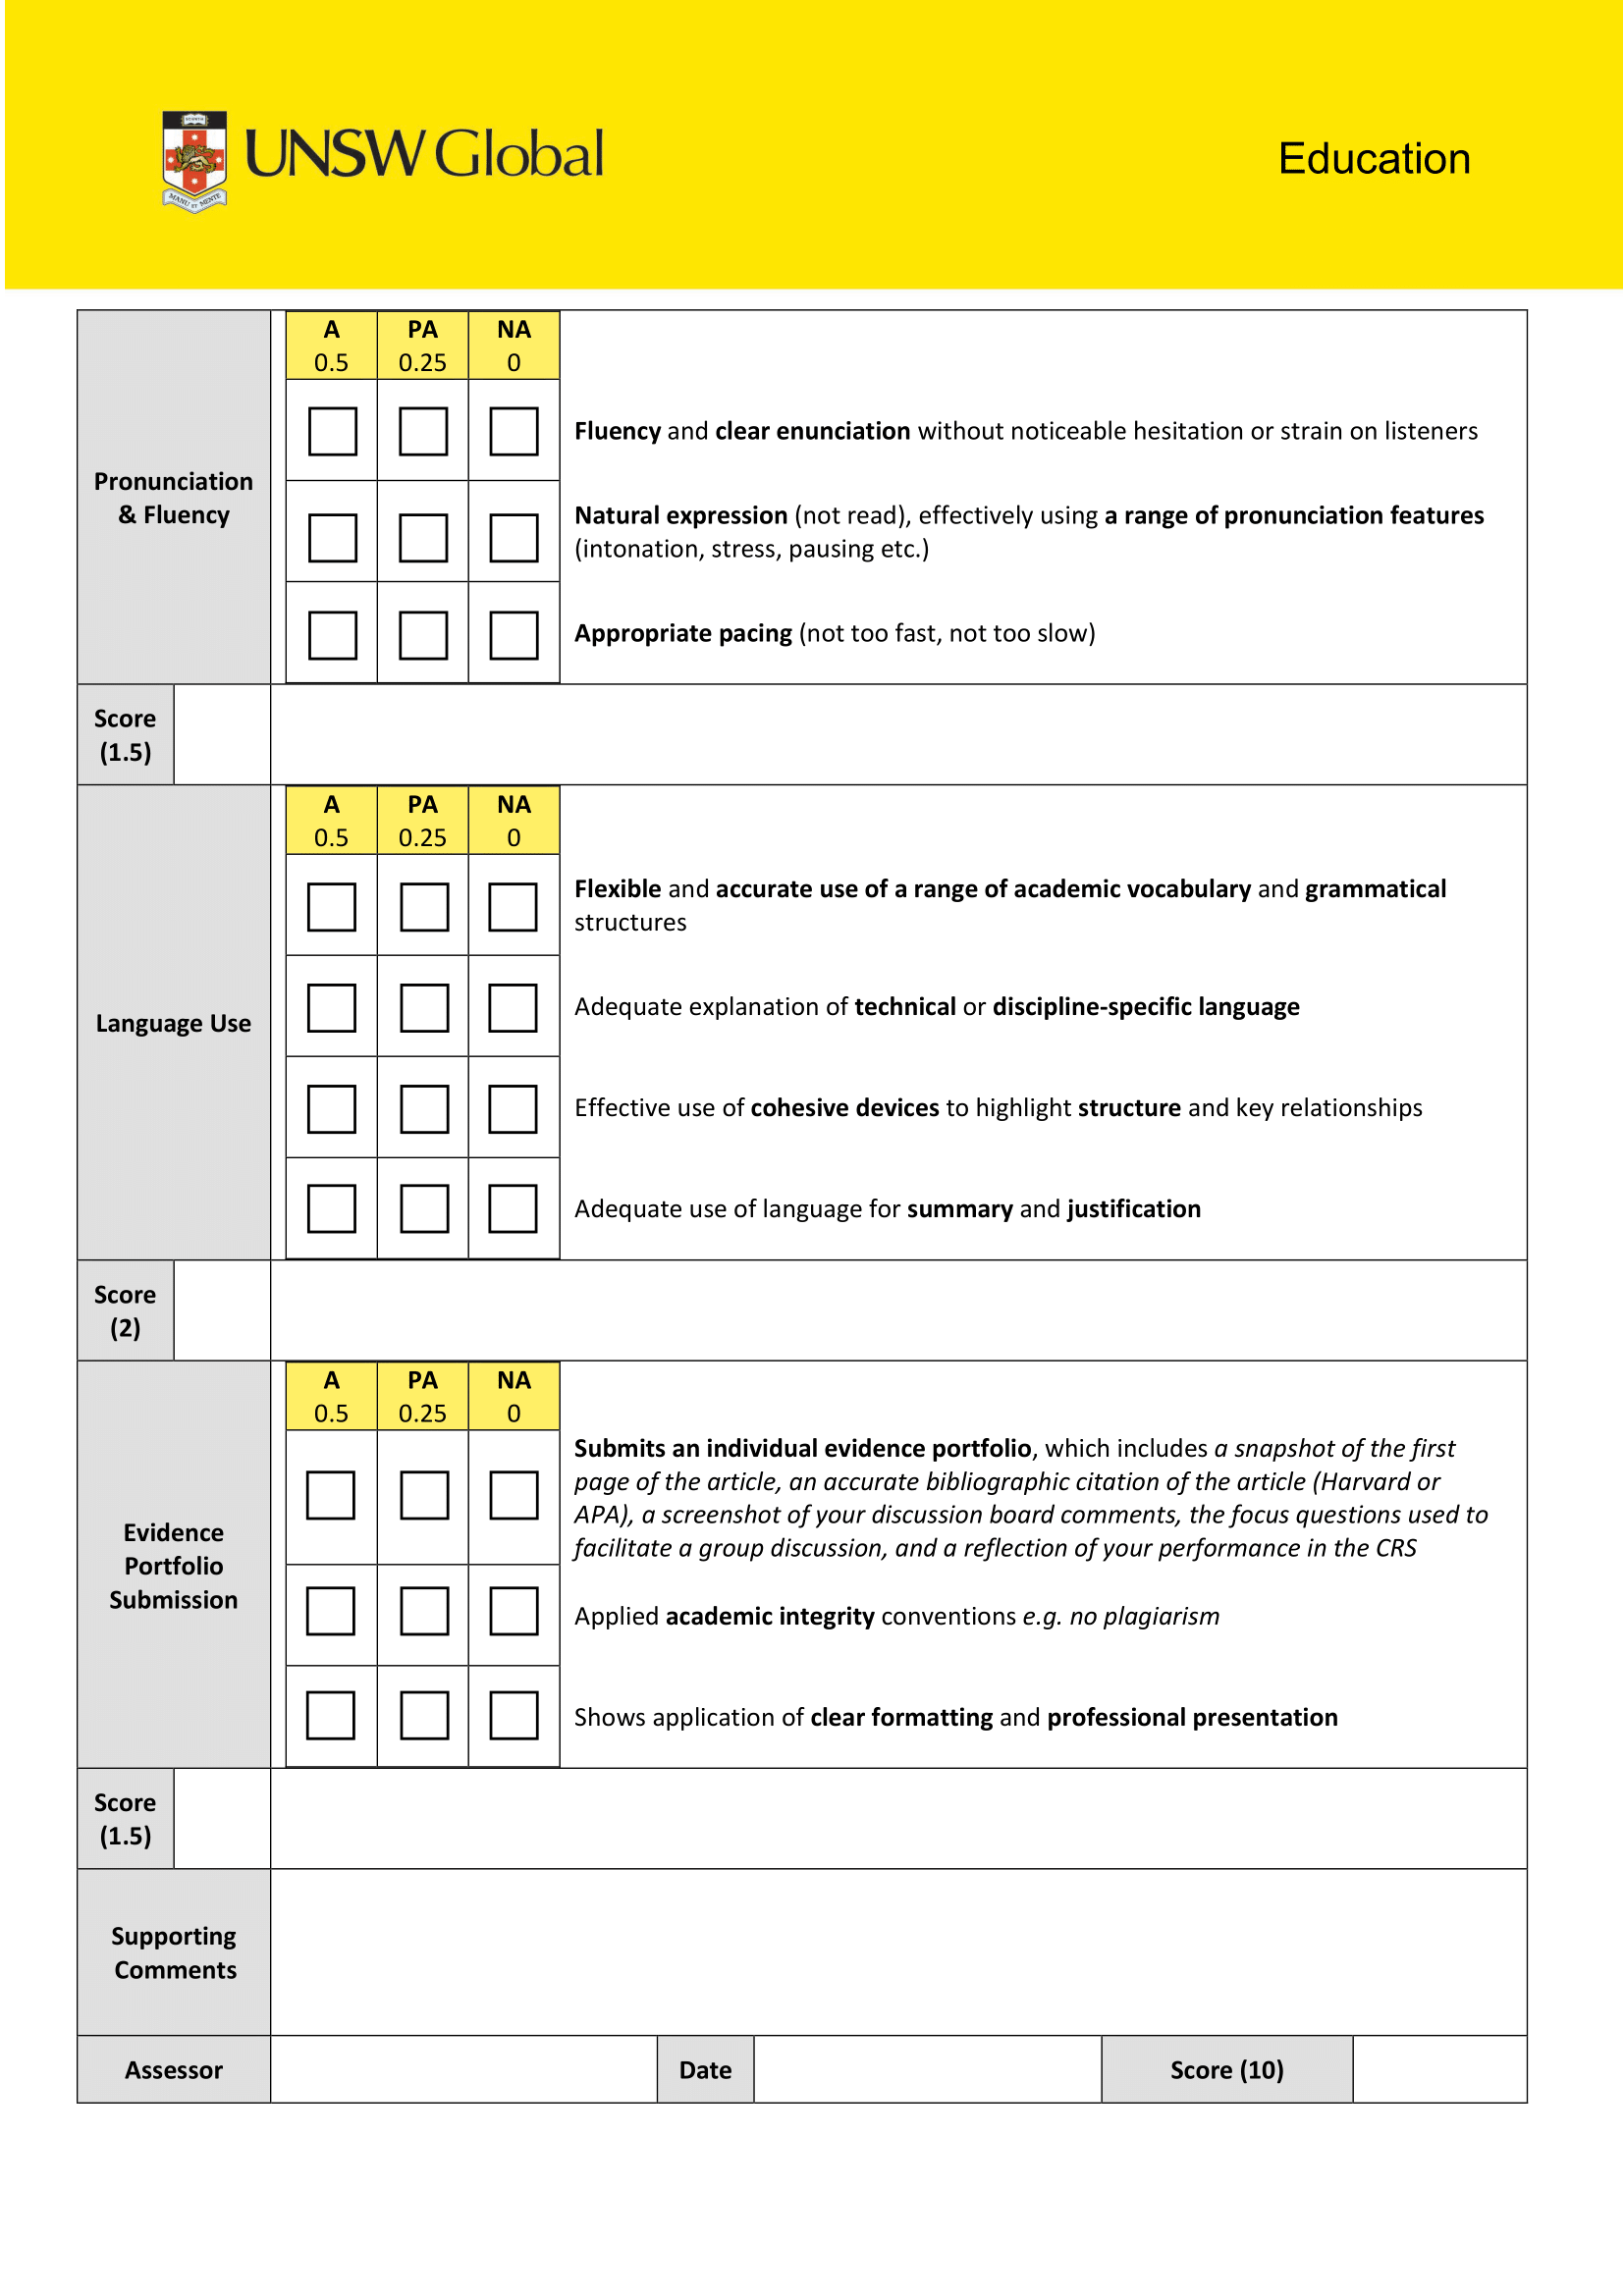 SCIENTIA
MANU ET MENTE
UNSW Global
Education
A PA NA
0.5 0.25 0
Pronunciation
& Fluency
Fluency and clear enunciation without noticeable hesitation or strain on listeners
Natural expression (not read), effectively using a range of pronunciation features
(intonation, stress, pausing etc.)
Appropriate pacing (not too fast, not too slow)
Score
(1.5)
A PA NA
0.5 0.25 0
Language Use
Flexible and accurate use of a range of academic vocabulary and grammatical
structures
Adequate explanation of technical or discipline-specific language
Effective use of cohesive devices to highlight structure and key relationships
Adequate use of language for summary and justification
Score
(2)
A PA NA
0.5 0.25 0
Evidence
Portfolio
Submission
Submits an individual evidence portfolio, which includes a snapshot of the first
page of the article, an accurate bibliographic citation of the article (Harvard or
APA), a screenshot of your discussion board comments, the focus questions used to
facilitate a group discussion, and a reflection of your performance in the CRS
Applied academic integrity conventions e.g. no plagiarism
Shows application of clear formatting and professional presentation
Score
(1.5)
Supporting
Comments
Assessor Date Score (10)